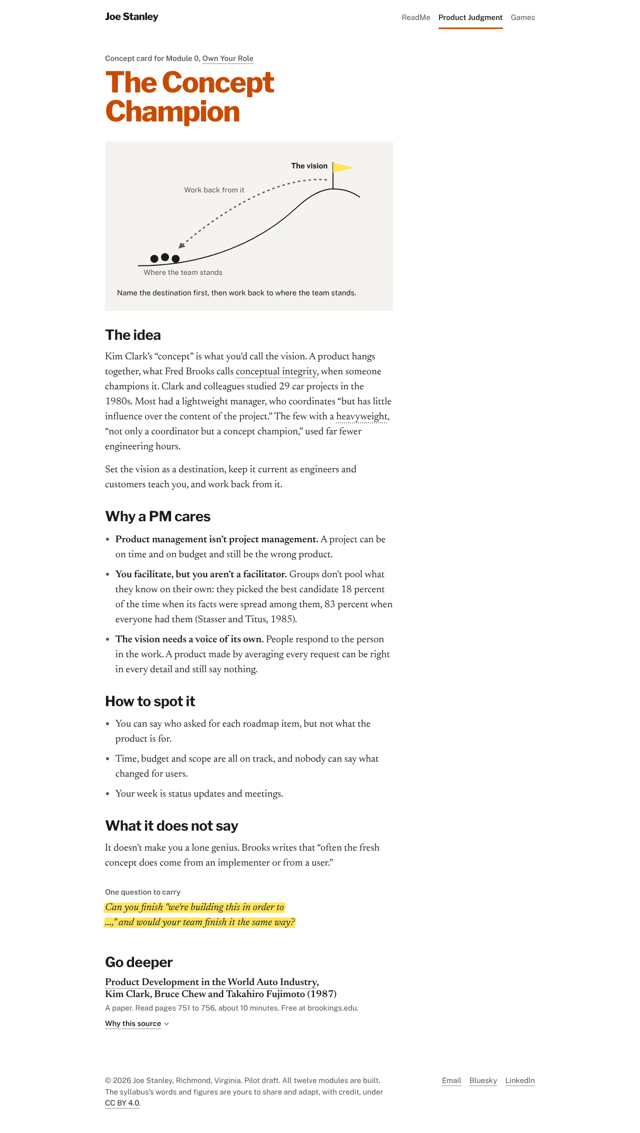 Joe Stanley
ReadMe Product Judgment Games
Concept card for Module 0, Own Your Role
The Concept
Champion
The vision
Work back from it
Where the team stands
Name the destination first, then work back to where the team stands.
The idea
Kim Clark's “concept” is what you'd call the vision. A product hangs
together, what Fred Brooks calls conceptual integrity, when someone
champions it. Clark and colleagues studied 29 car projects in the
1980s. Most had a lightweight manager, who coordinates “but has little
influence over the content of the project.” The few with a heavyweight,
“not only a coordinator but a concept champion,” used far fewer
engineering hours.
Set the vision as a destination, keep it current as engineers and
customers teach you, and work back from it.
Why a PM cares
• Product management isn't project management. A project can be
on time and on budget and still be the wrong product.
• You facilitate, but you aren't a facilitator. Groups don't pool what
they know on their own: they picked the best candidate 18 percent
of the time when its facts were spread among them, 83 percent when
everyone had them (Stasser and Titus, 1985).
• The vision needs a voice of its own. People respond to the person
in the work. A product made by averaging every request can be right
in every detail and still say nothing.
How to spot it
• You can say who asked for each roadmap item, but not what the
product is for.
• Time, budget and scope are all on track, and nobody can say what
changed for users.
• Your week is status updates and meetings.
What it does not say
It doesn't make you a lone genius. Brooks writes that “often the fresh
concept does come from an implementer or from a user.”
One question to carry
Can you finish "we're building this in order to
...," and would your team finish it the same way?
Go deeper
Product Development in the World Auto Industry,
Kim Clark, Bruce Chew and Takahiro Fujimoto (1987)
A paper. Read pages 751 to 756, about 10 minutes. Free at brookings.edu.
Why this source
© 2026 Joe Stanley, Richmond, Virginia. Pilot draft. All twelve modules are built.
The syllabus's words and figures are yours to share and adapt, with credit, under
CC BY 4.0.
Email Bluesky LinkedIn